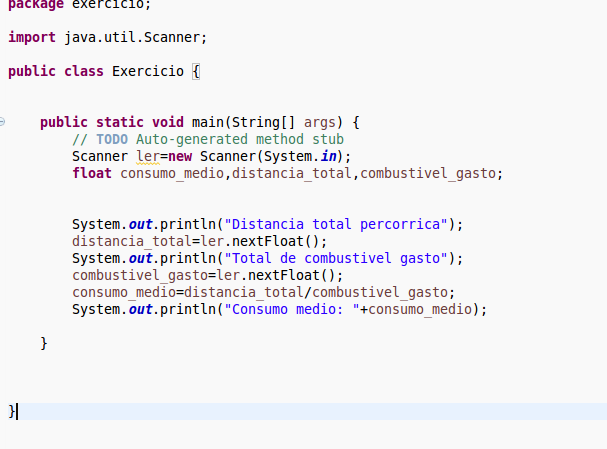 package exercicio;
import java.util.Scanner;
public class Exercicio {
public static void main(String[] args) {
// TODO Auto-generated method stub
Scanner ler=new Scanner(System.in);
float consumo_medio,distancia_total,combustivel_gasto;
System.out.println("Distancia total percorrica");
distancia_total=ler.nextFloat();
System.out.println("Total de combustivel gasto");
combustivel_gasto=ler.nextFloat();
consumo_medio=distancia_total/combustivel_gasto;
System.out.println("Consumo medio: "+consumo_medio);
}
}